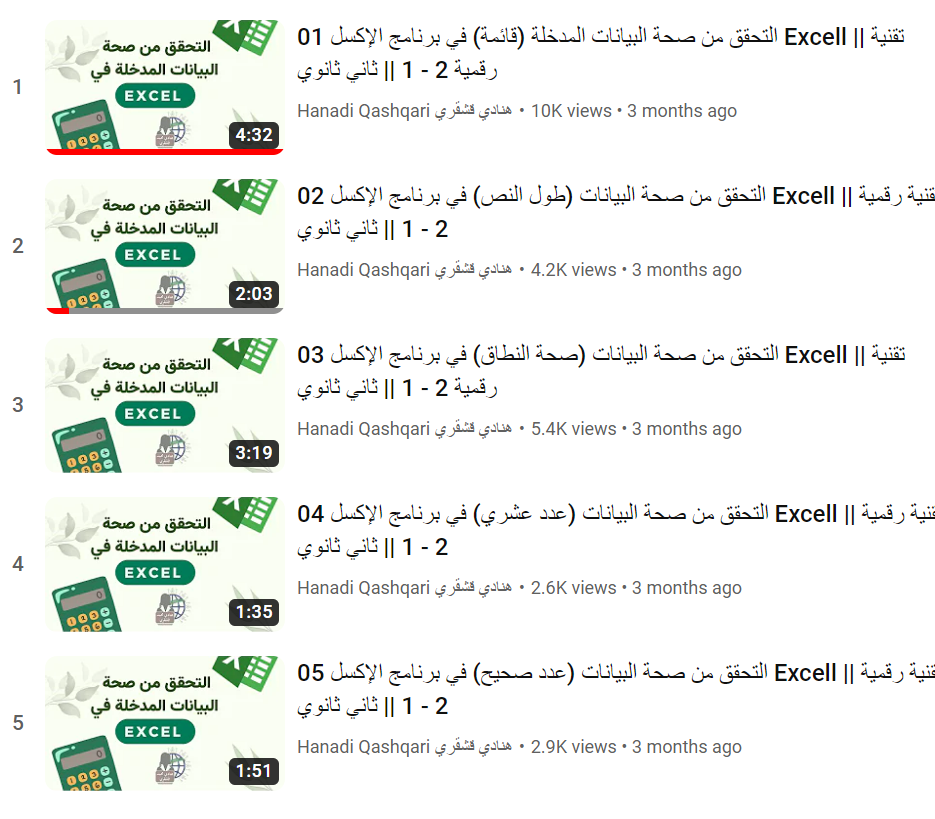 1
التحقق من صحة
البيانات المدخلة في
EXCEL
4:32
01 التحقق من صحة البيانات المدخلة (قائمة) في برنامج الإكسل Excell || تقنية
رقمية 2 - 1 || ثاني ثانوي
Hanadi Qashqari هنادي قشقري • 10K views • 3 months ago
2
التحقق من صحة
البيانات المدخلة في
EXCEL
2:03
02 التحقق من صحة البيانات (طول النص) في برنامج الإكسل Excell || قنية رقمية
2 - 1 || ثاني ثانوي
Hanadi Qashqari هنادي قشقري • 4.2K views • 3 months ago
3
التحقق من صحة
البيانات المدخلة في
EXCEL
3:19
03 التحقق من صحة البيانات (صحة النطاق) في برنامج الإكسل Excell || تقنية
رقمية 2 - 1 || ثاني ثانوي
Hanadi Qashqari هنادي قشقري • 5.4K views • 3 months ago
4
التحقق من صحة
البيانات المدخلة في
EXCEL
1:35
04 التحقق من صحة البيانات (عدد عشري) في برنامج الإكسل Excell || قنية رقمية
2 - 1 || ثاني ثانوي
Hanadi Qashqari هنادي قشقري • 2.6K views • 3 months ago
5
التحقق من صحة
البيانات المدخلة في
EXCEL
1:51
05 التحقق من صحة البيانات (عدد صحيح) في برنامج الإكسل Excell || قنية رقمية
2 - 1 || ثاني ثانوي
Hanadi Qashqari هنادي قشقري • 2.9K views • 3 months ago